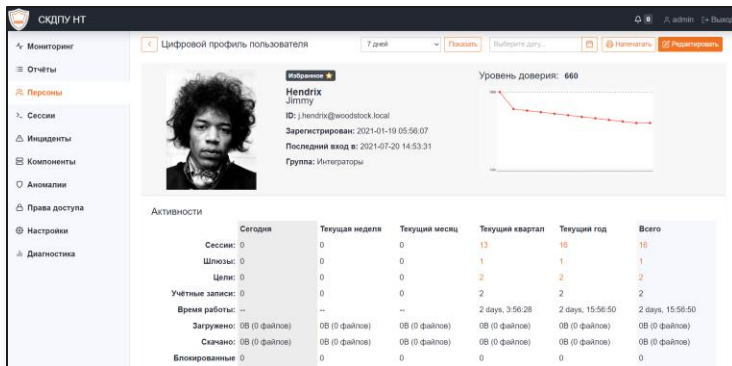 СКДПУ НТ
0 admin Выход
Мониторинг
Отчёты
Персоны
Сессии
Инциденты
Компоненты
Аномалии
Права доступа
Настройки
Диагностика
Цифровой профиль пользователя 7 дней Показать Выберите дату... Напечатать Редактировать
Избранное
Hendrix
Jimmy
ID: j.hendrix@woodstock.local
Зарегистрирован: 2021-01-19 05:56:07
Последний вход в: 2021-07-20 14:53:31
Группа: Интеграторы
Уровень доверия: 660
Активности
Сегодня Текущая неделя Текущий месяц Текущий квартал Текущий год Всего
Сессии: 0 0 0 13 16 16
Шлюзы: 0 0 0 1 1 1
Цели: 0 0 0 2 2 2
Учётные записи: 0 0 0 2 2 2
Время работы: -- -- -- 2 days, 3:56:28 2 days, 15:56:50 2 days, 15:56:50
Загружено: 0B (0 файлов) 0B (0 файлов) 0B (0 файлов) 0B (0 файлов) 0B (0 файлов) 0B (0 файлов)
Скачано: 0B (0 файлов) 0B (0 файлов) 0B (0 файлов) 0B (0 файлов) 0B (0 файлов) 0B (0 файлов)
Блокированные 0 0 0 0 0 0